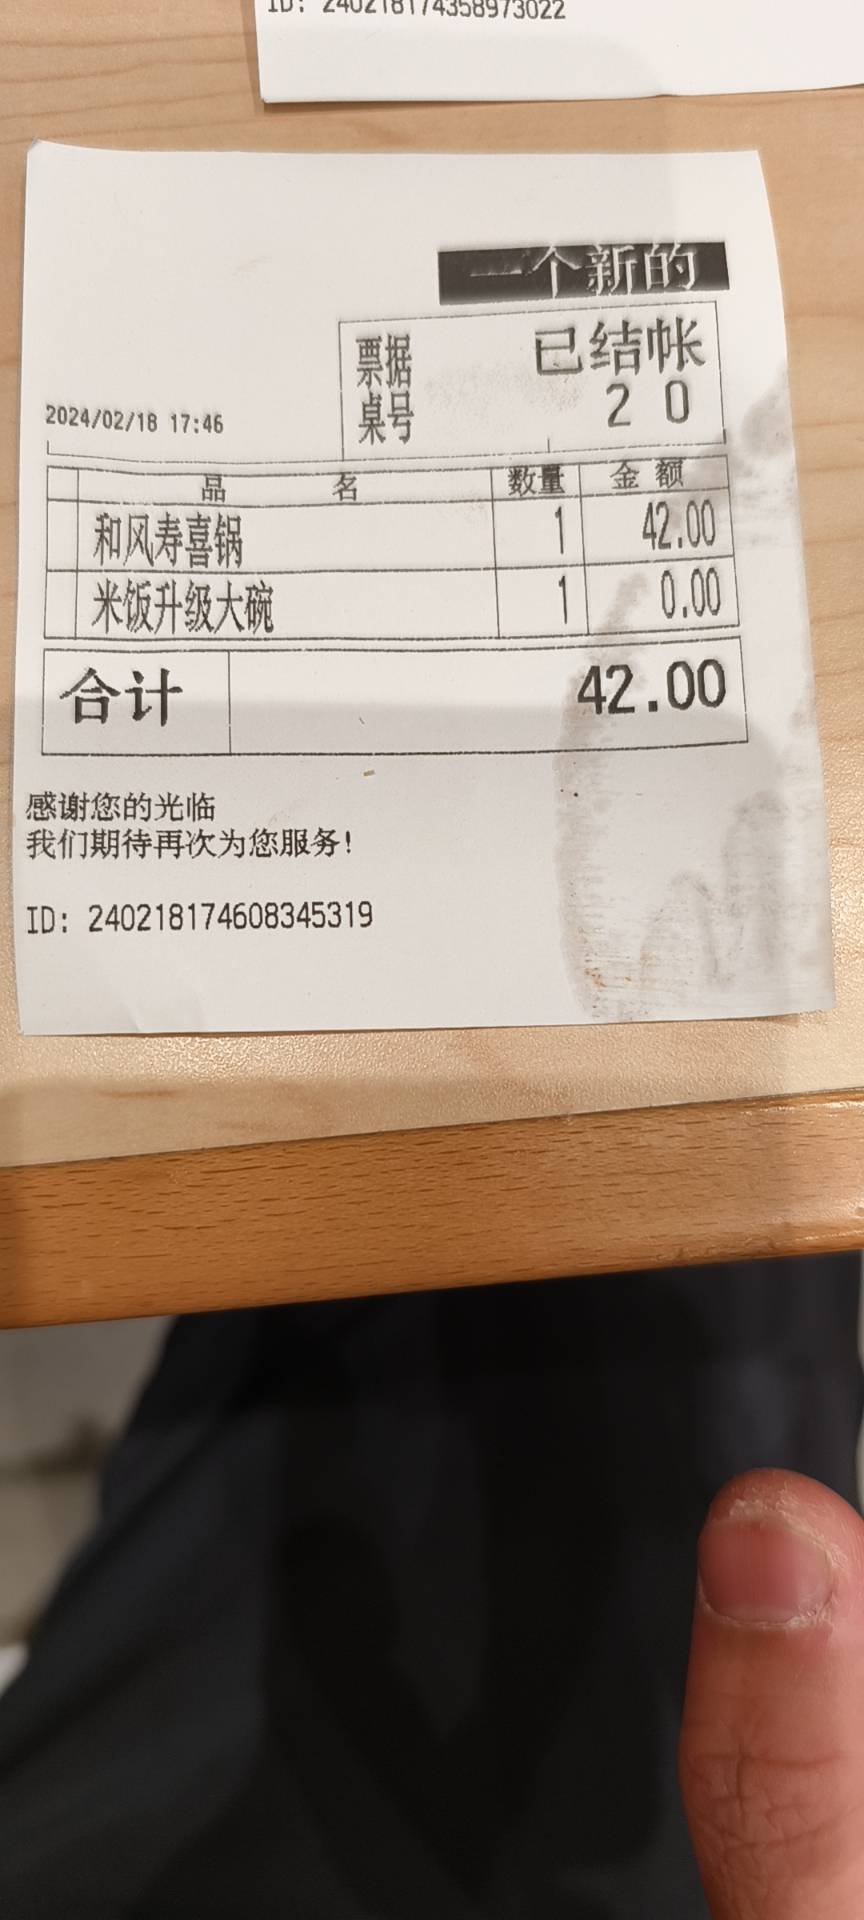 ID: 240218174358973022
一个新的
票据 已结帐
桌号 20
2024/02/18 17:46
品 名 数量 金额
和风寿喜锅 1 42.00
米饭升级大碗 1 0.00
合计 42.00
感谢您的光临
我们期待再次为您服务!
ID: 240218174608345319